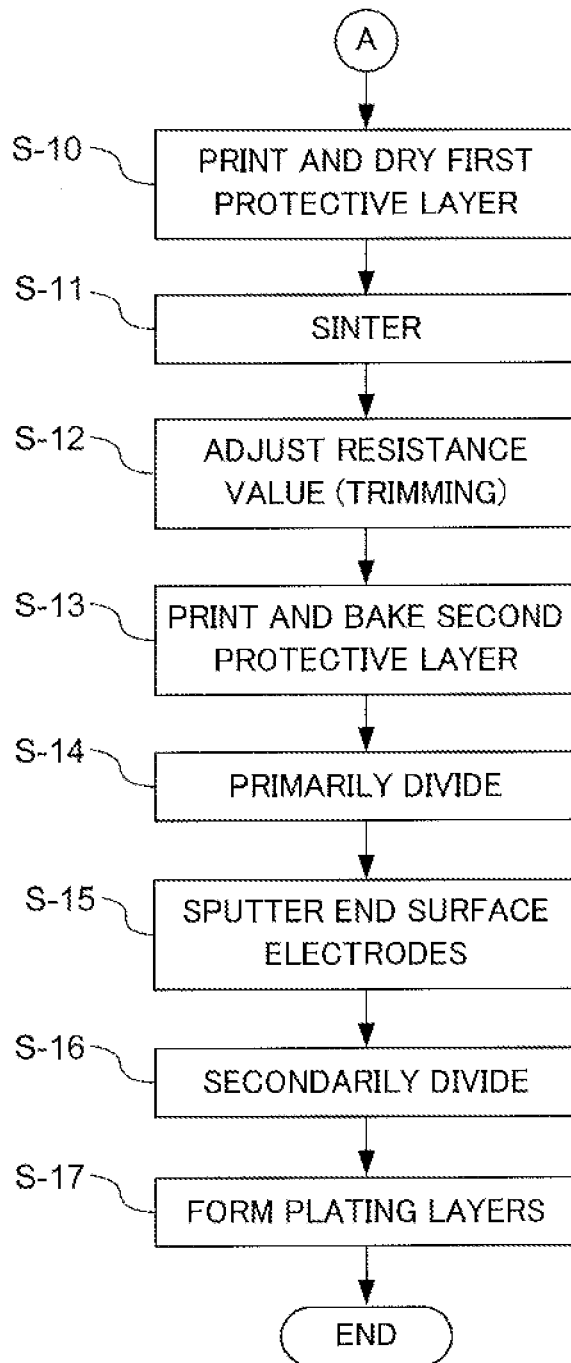 A
S-10
PRINT AND DRY FIRST
PROTECTIVE LAYER
S-11
SINTER
S-12
ADJUST RESISTANCE
VALUE (TRIMMING)
S-13
PRINT AND BAKE SECOND
PROTECTIVE LAYER
S-14
PRIMARILY DIVIDE
S-15
SPUTTER END SURFACE
ELECTRODES
S-16
SECONDARILY DIVIDE
S-17
FORM PLATING LAYERS
END